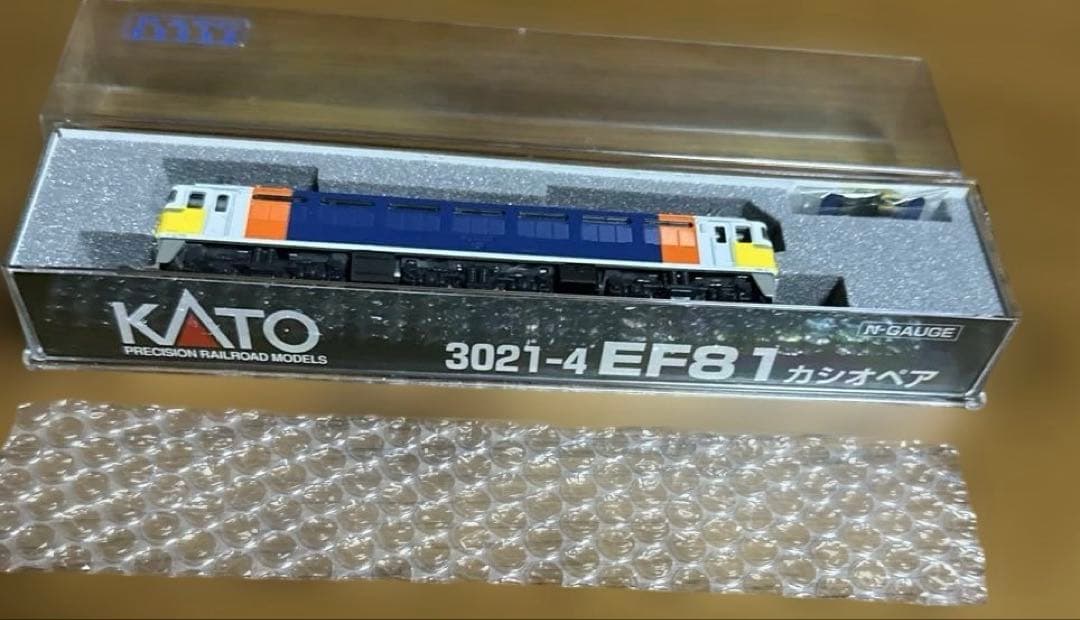 KATO
PRECISION RAILROAD MODELS
N-GAUGE
3021-4 EF81 カシオペア